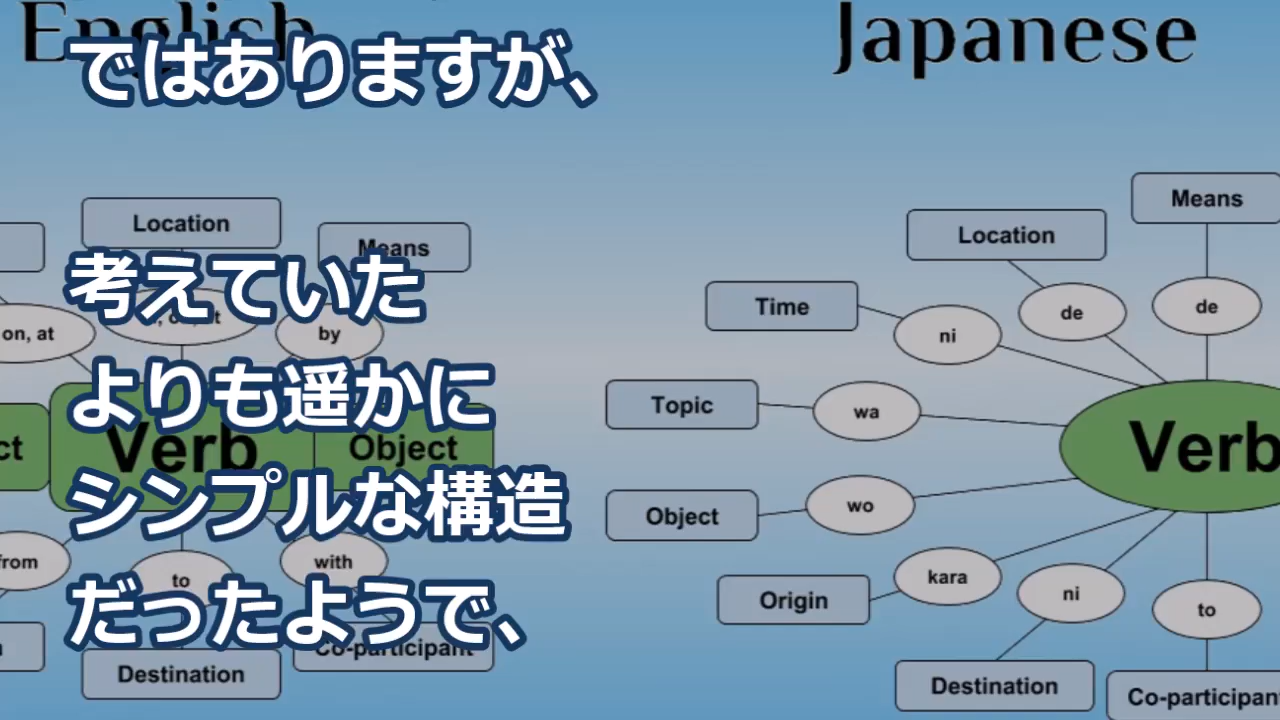 English
Japanese
ではありますが、
考えていた
よりも遥かに
シンプルな構造
だったようで、
Location
Means
on, at
by
ct
Verb
Object
from
to
with
Destination
Co-participant
Means
Location
de
de
Time
ni
Topic
wa
Verb
Object
wo
Origin
kara
ni
to
Destination
Co-participan